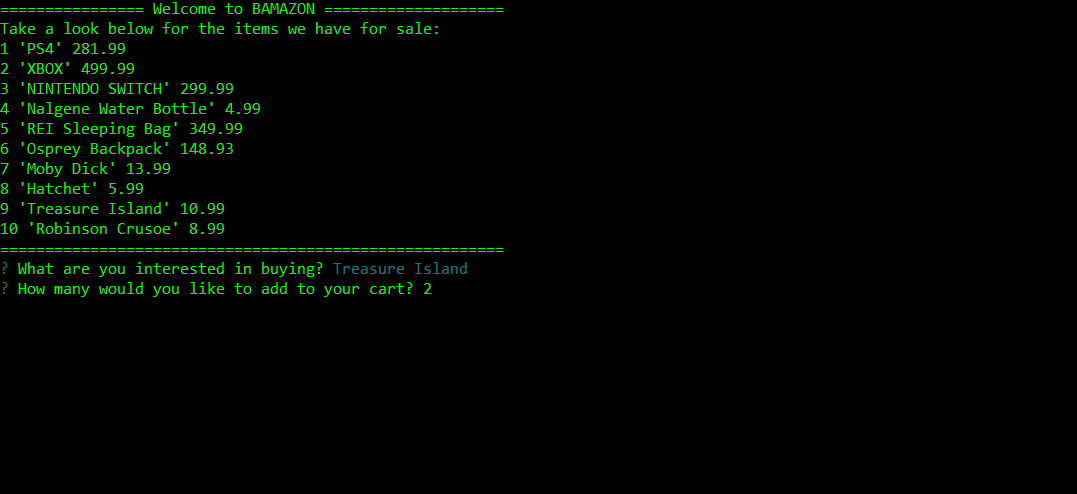 ================ Welcome to BAMAZON ====================
Take a look below for the items we have for sale:
1 'PS4' 281.99
2 'XBOX' 499.99
3 'NINTENDO SWITCH' 299.99
4 'Nalgene Water Bottle' 4.99
5 'REI Sleeping Bag' 349.99
6 'Osprey Backpack' 148.93
7 'Moby Dick' 13.99
8 'Hatchet' 5.99
9 'Treasure Island' 10.99
10 'Robinson Crusoe' 8.99
========================================================
? What are you interested in buying? Treasure Island
? How many would you like to add to your cart? 2